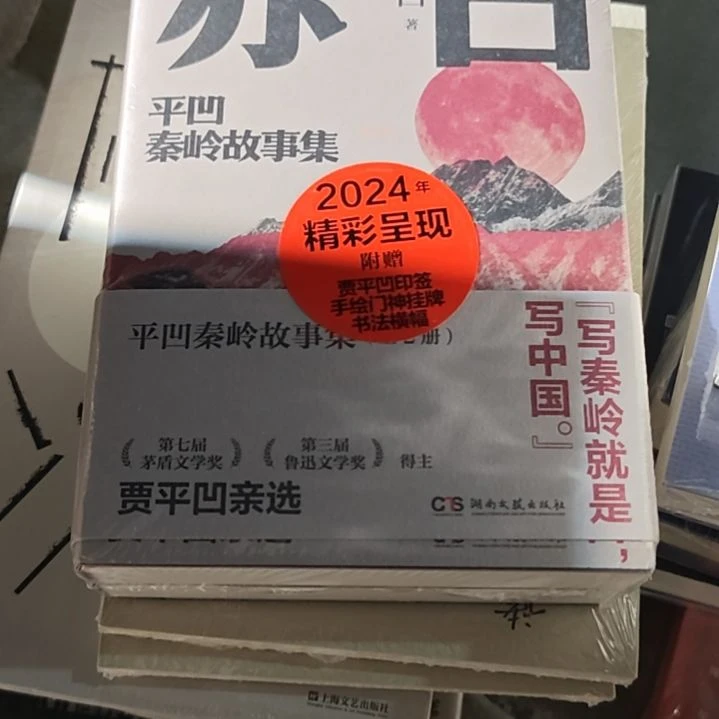 著
平凹
秦岭故事集
2024年
精彩呈现
附赠
贾平凹印签
手绘门神挂牌
书法横幅
平凹秦岭故事集
册）
『写秦岭就是
写中国。』
第七届
茅盾文学奖
第三届
鲁迅文学奖
得主
贾平凹亲选
CTS 湖南文艺出版社
读
上海文艺出版社